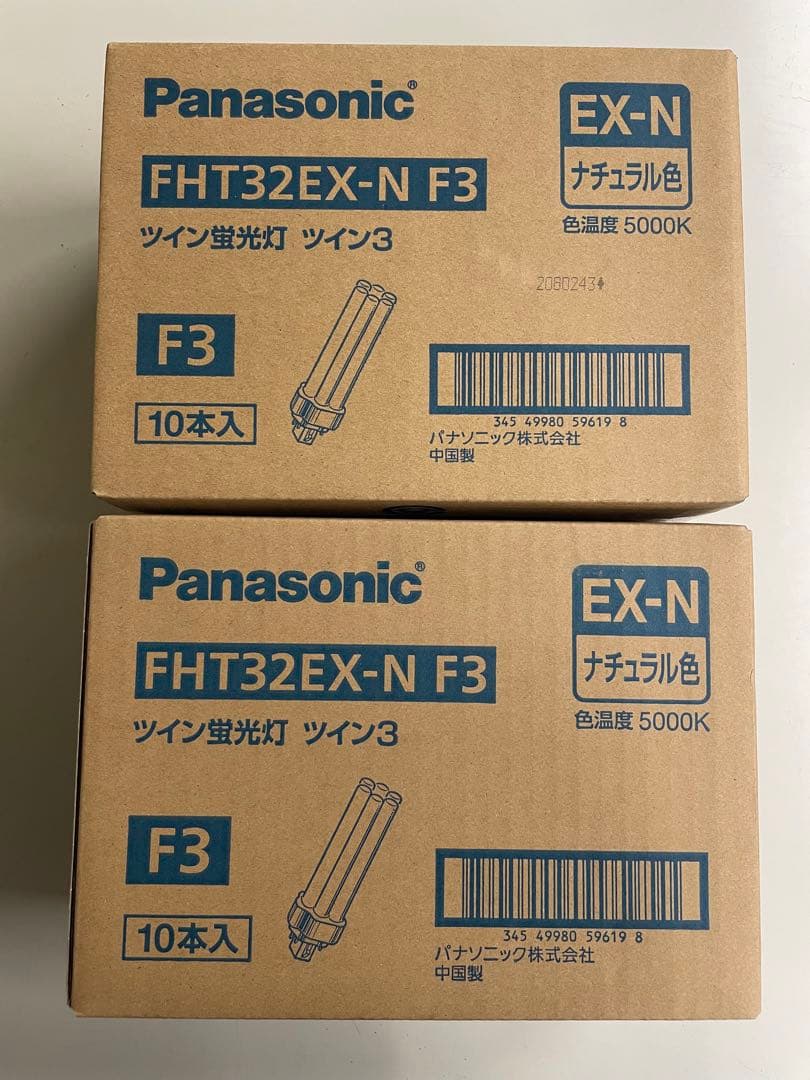 Panasonic®
EX-N
FHT32EX-N F3
ナチュラル色
ツイン蛍光灯 ツイン3
色温度 5000K
2080243
F3
10本入
345 49980 59619 8
パナソニック株式会社
中国製
Panasonic®
EX-N
FHT32EX-N F3
ナチュラル色
ツイン蛍光灯 ツイン3
色温度 5000K
F3
10本入
345 49980 59619 8
パナソニック株式会社
中国製